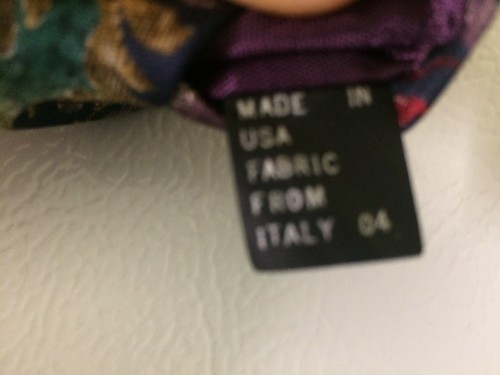 MADE IN
USA
FABRIC
FROM
ITALY 04